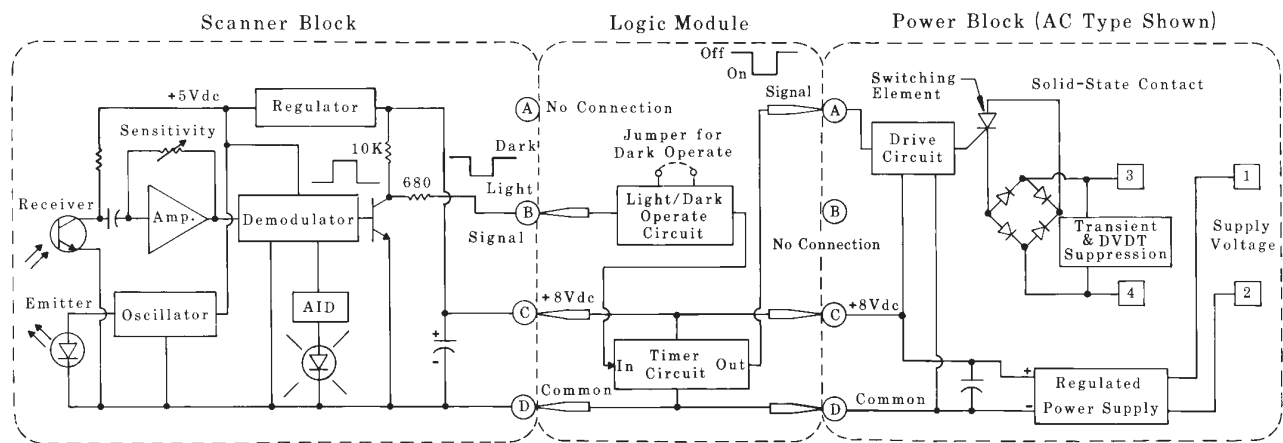 Scanner Block
Logic Module
Power Block (AC Type Shown)
+5Vdc
Regulator
Sensitivity
10K
Dark
Light
680
Receiver
Amp.
Demodulator
Signal
Emitter
Oscillator
AID
+
-
A
No Connection
B
C
D
Off
On
Signal
Jumper for
Dark Operate
Light/Dark
Operate
Circuit
+8Vdc
In
Timer
Circuit
Out
Common
A
B
No Connection
C
+8Vdc
D
Common
Switching
Element
Solid-State Contact
Drive
Circuit
3
Transient
& DVDT
Suppression
4
1
Supply
Voltage
2
+
-
Regulated
Power Supply